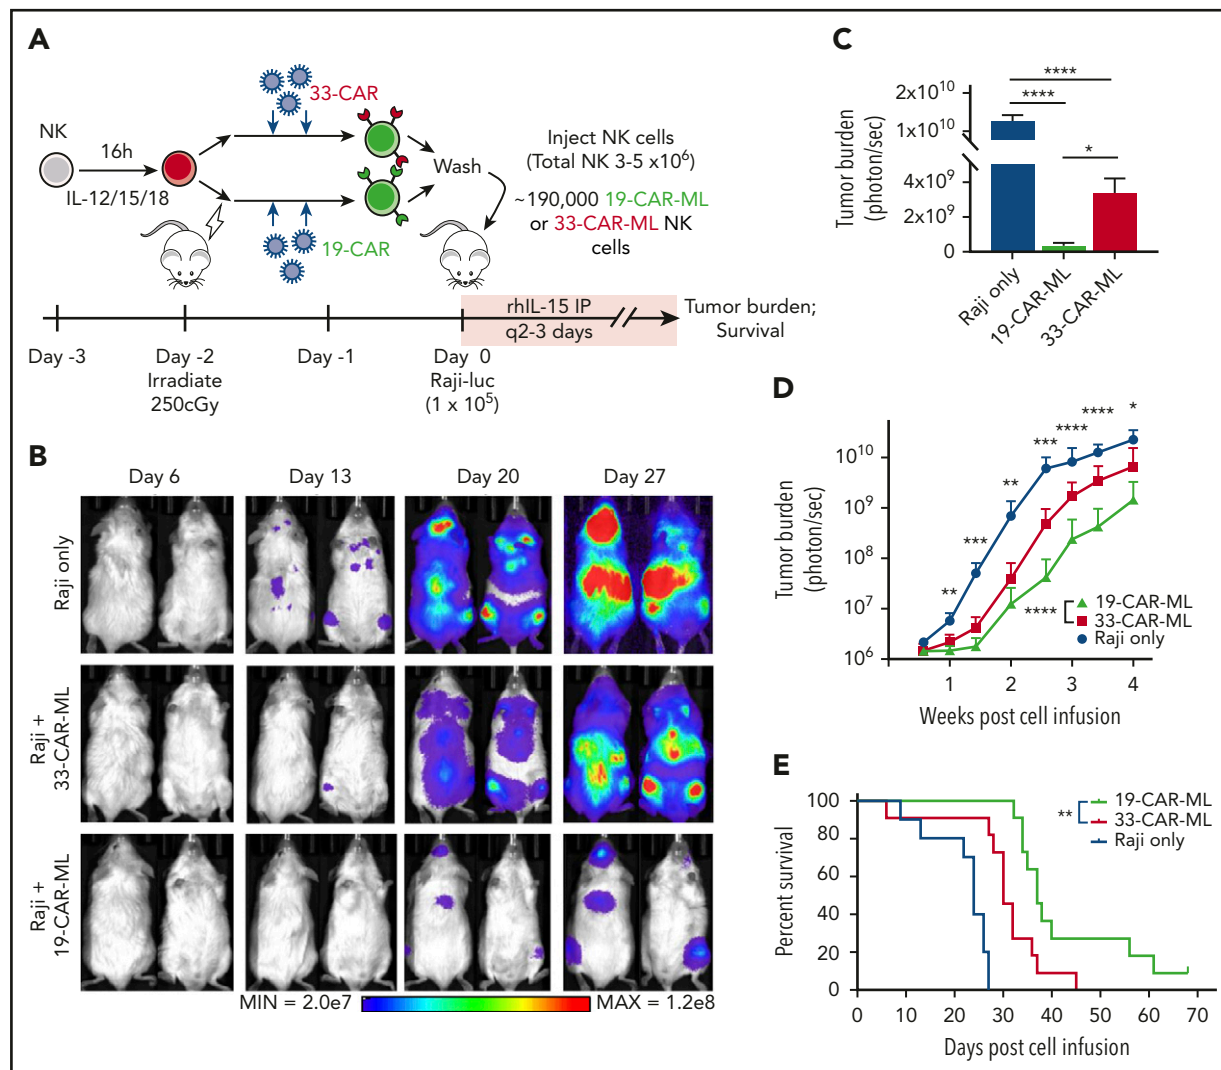 A
NK
16h
IL-12/15/18
33-CAR
19-CAR
Wash
Inject NK cells
(Total NK 3-5 x10⁶)
~190,000 19-CAR-ML
or 33-CAR-ML NK
cells
rhIL-15 IP
q2-3 days
Tumor burden;
Survival
Day -3
Day -2
Irradiate
250cGy
Day -1
Day 0
Raji-luc
(1 x 10⁵)
B
Day 6
Day 13
Day 20
Day 27
Raji only
Raji +
33-CAR-ML
Raji +
19-CAR-ML
MIN = 2.0e7
MAX = 1.2e8
C
Tumor burden
(photon/sec)
2x10¹⁰
1x10¹⁰
4x10⁹
2x10⁹
0
****
****
*
Raji only
19-CAR-ML
33-CAR-ML
D
Tumor burden
(photon/sec)
10¹⁰
10⁹
10⁸
10⁷
10⁶
**
***
**
***
****
****
*
****
19-CAR-ML
33-CAR-ML
Raji only
1 2 3 4
Weeks post cell infusion
E
Percent survival
100
80
60
40
20
0
**
19-CAR-ML
33-CAR-ML
Raji only
0 10 20 30 40 50 60 70
Days post cell infusion